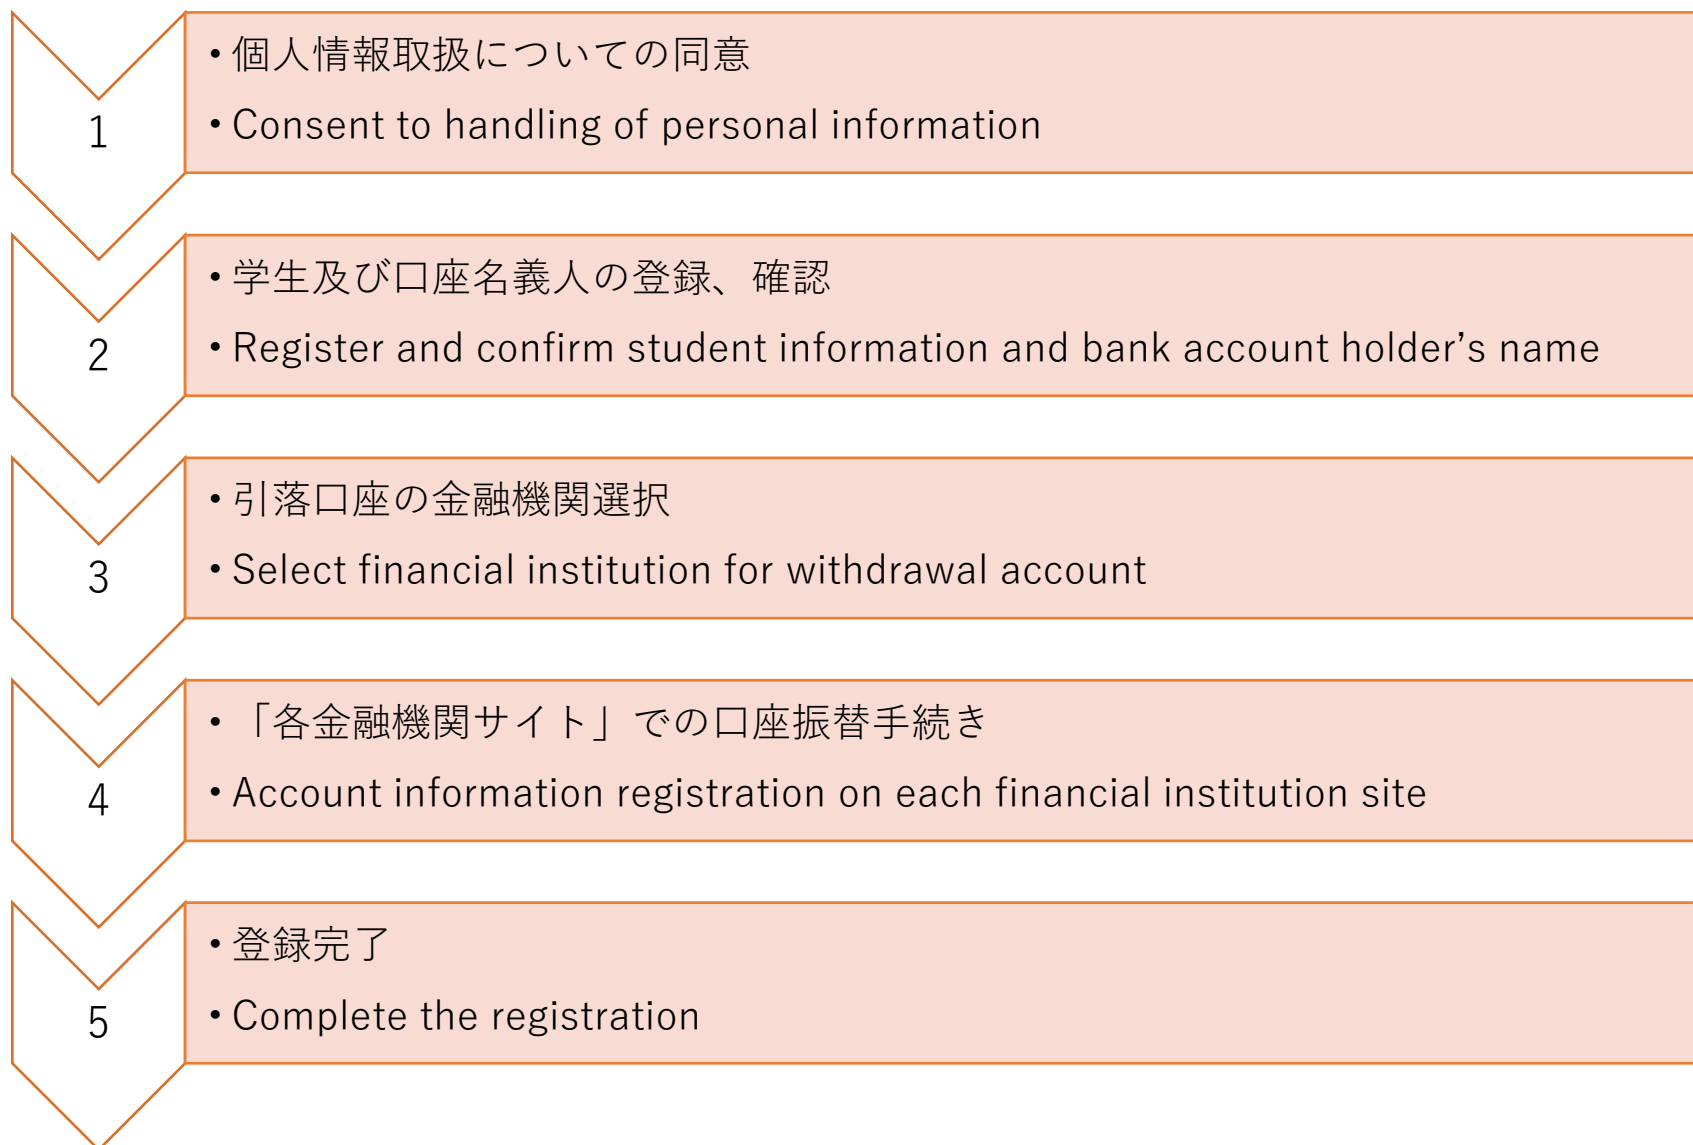 1
• 個人情報取扱についての同意
• Consent to handling of personal information
2
• 学生及び口座名義人の登録、確認
• Register and confirm student information and bank account holder’s name
3
• 引落口座の金融機関選択
• Select financial institution for withdrawal account
4
• 「各金融機関サイト」での口座振替手続き
• Account information registration on each financial institution site
5
• 登録完了
• Complete the registration